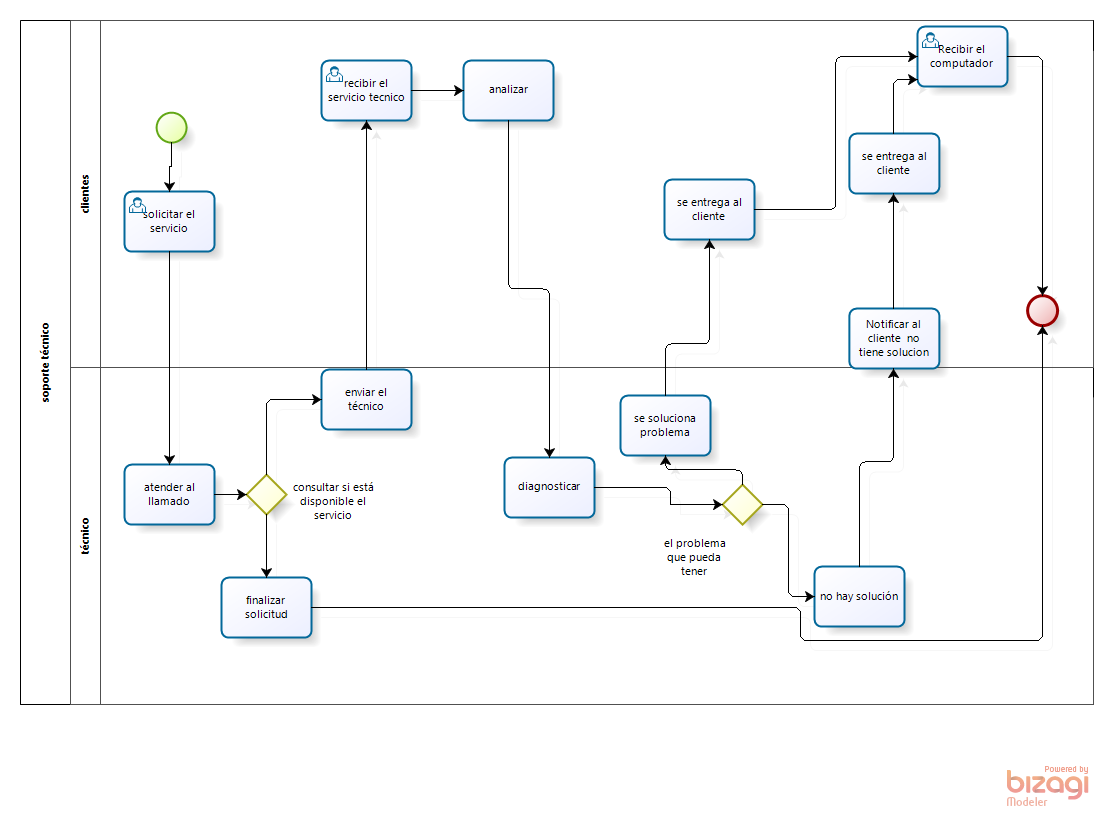 soporte técnico
clientes
técnico
solicitar el
servicio
recibir el
servicio tecnico
analizar
se entrega al
cliente
Recibir el
computador
se entrega al
cliente
Notificar al
cliente no
tiene solucion
atender al
llamado
consultar si está
disponible el
servicio
enviar el
técnico
finalizar
solicitud
diagnosticar
se soluciona
problema
el problema
que pueda
tener
no hay solución
Powered by
bizagi
Modeler